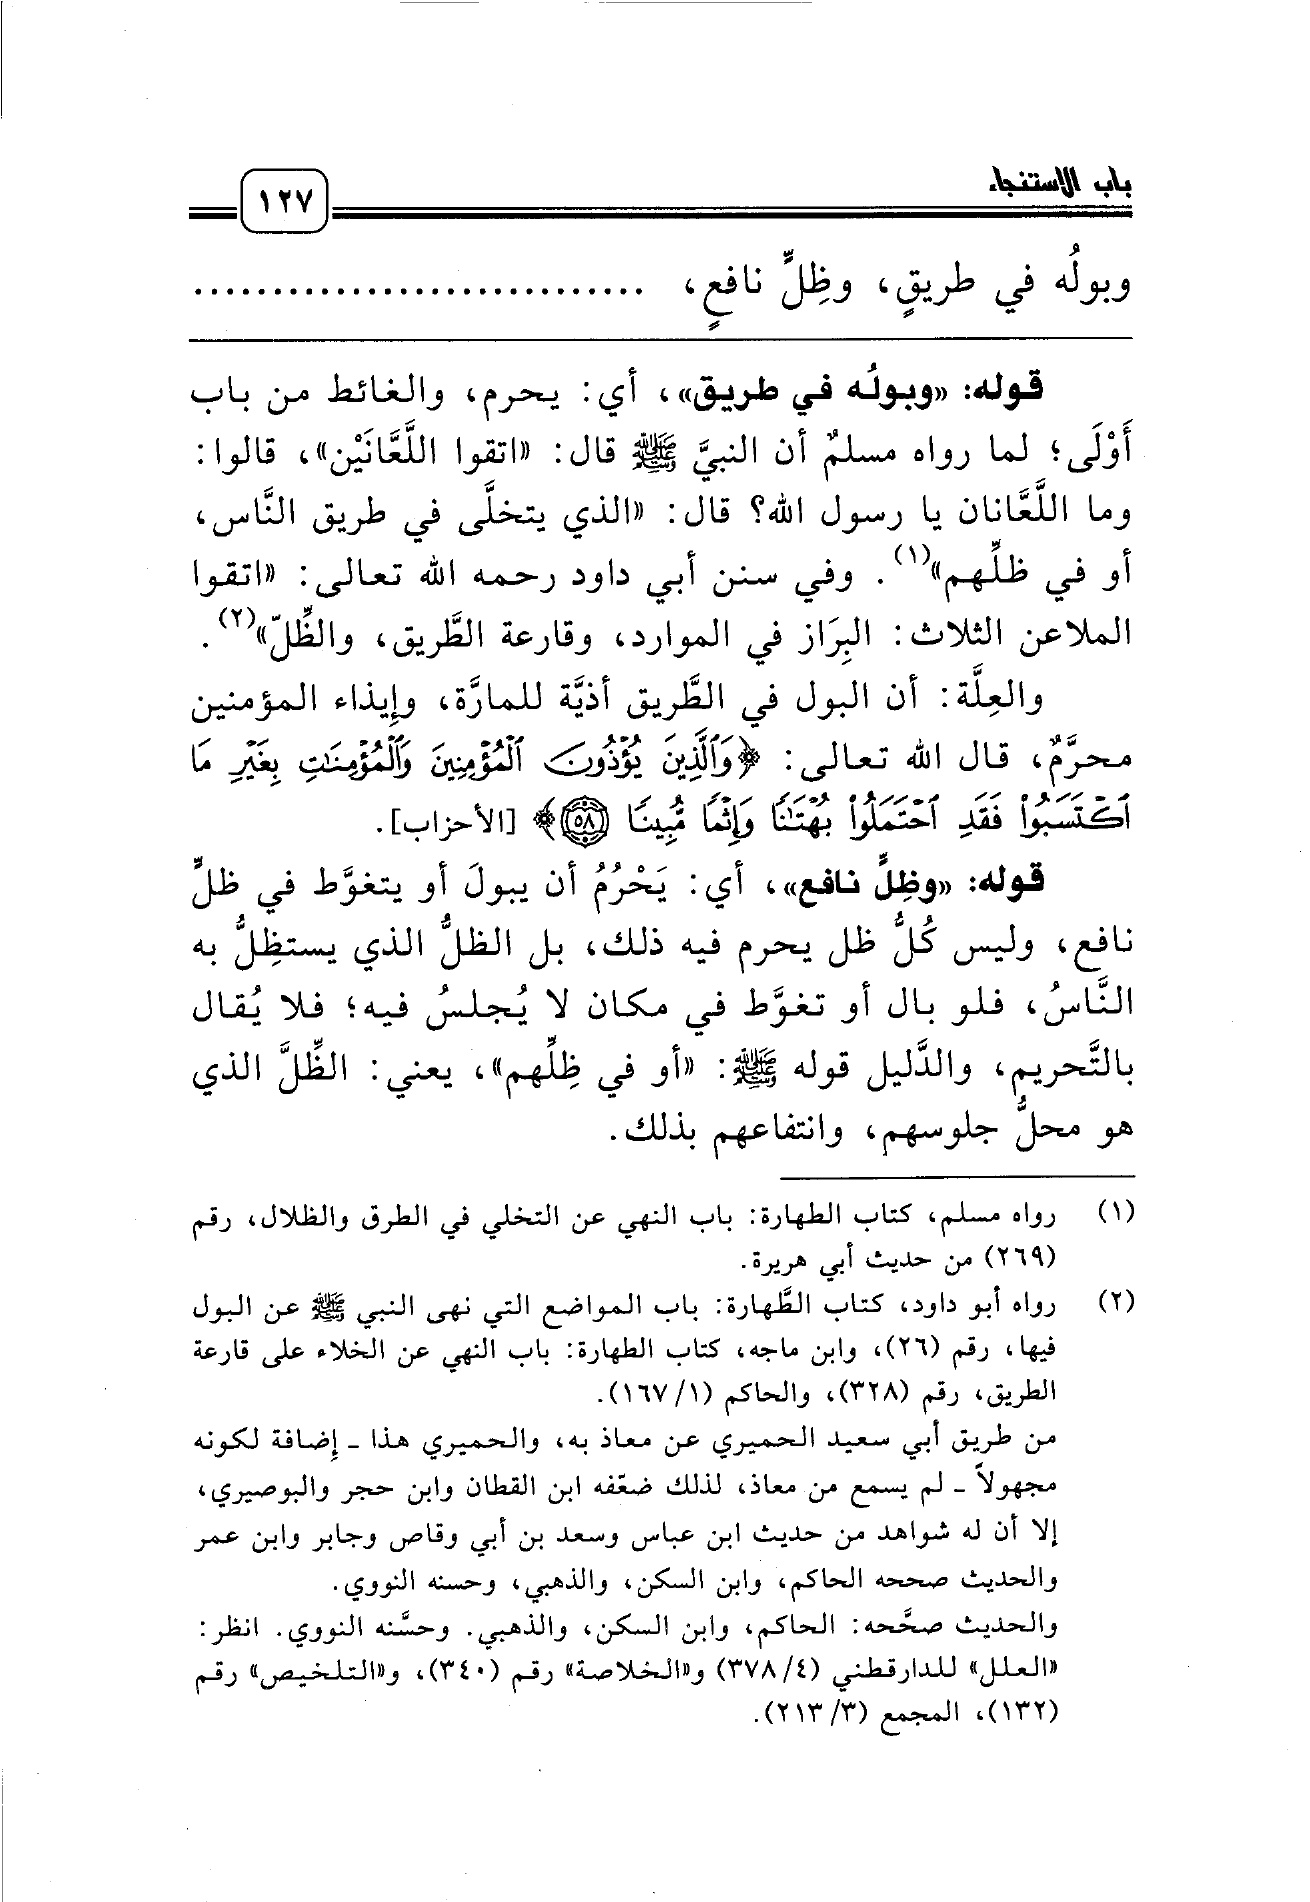 باب الاستنجاء
١٢٧
وبولُه في طريقٍ، وظِلٍّ نافعٍ، .............................
قوله: «وبولُه في طريق»، أي: يحرم، والغائط من باب
أَوْلَى؛ لما رواه مسلمٌ أن النبيَّ ﷺ قال: «اتقوا اللَّعَّانَيْن»، قالوا:
وما اللَّعَّانان يا رسول الله؟ قال: «الذي يتخلَّى في طريق النَّاس،
أو في ظلِّهم»(١). وفي سنن أبي داود رحمه الله تعالى: «اتقوا
الملاعن الثلاث: البِرَاز في الموارد، وقارعة الطَّريق، والظِّلّ»(٢).
والعِلَّة: أن البول في الطَّريق أذيَّة للمارَّة، وإيذاء المؤمنين
محرَّمٌ، قال الله تعالى: ﴿وَٱلَّذِينَ يُؤْذُونَ ٱلْمُؤْمِنِينَ وَٱلْمُؤْمِنَٰتِ بِغَيْرِ مَا
ٱكْتَسَبُوا۟ فَقَدِ ٱحْتَمَلُوا۟ بُهْتَٰنًا وَإِثْمًا مُّبِينًا ٥٨﴾ [الأحزاب].
قوله: «وظِلٍّ نافع»، أي: يَحْرُمُ أن يبولَ أو يتغوَّط في ظلٍّ
نافع، وليس كُلُّ ظل يحرم فيه ذلك، بل الظلُّ الذي يستظِلُّ به
النَّاسُ، فلو بال أو تغوَّط في مكان لا يُجلسُ فيه؛ فلا يُقال
بالتَّحريم، والدَّليل قوله ﷺ: «أو في ظِلِّهم»، يعني: الظِّلَّ الذي
هو محلُّ جلوسهم، وانتفاعهم بذلك.
(١) رواه مسلم، كتاب الطهارة: باب النهي عن التخلي في الطرق والظلال، رقم
(٢٦٩) من حديث أبي هريرة.
(٢) رواه أبو داود، كتاب الطَّهارة: باب المواضع التي نهى النبي ﷺ عن البول
فيها، رقم (٢٦)، وابن ماجه، كتاب الطهارة: باب النهي عن الخلاء على قارعة
الطريق، رقم (٣٢٨)، والحاكم (١/ ١٦٧).
من طريق أبي سعيد الحميري عن معاذ به، والحميري هذا ـ إضافة لكونه
مجهولاً ـ لم يسمع من معاذ، لذلك ضعّفه ابن القطان وابن حجر والبوصيري،
إلا أن له شواهد من حديث ابن عباس وسعد بن أبي وقاص وجابر وابن عمر
والحديث صححه الحاكم، وابن السكن، والذهبي، وحسنه النووي.
والحديث صحَّحه: الحاكم، وابن السكن، والذهبي. وحسَّنه النووي. انظر:
«العلل» للدارقطني (٤/ ٣٧٨) و«الخلاصة» رقم (٣٤٠)، و«التلخيص» رقم
(١٣٢)، المجمع (٣/ ٢١٣).